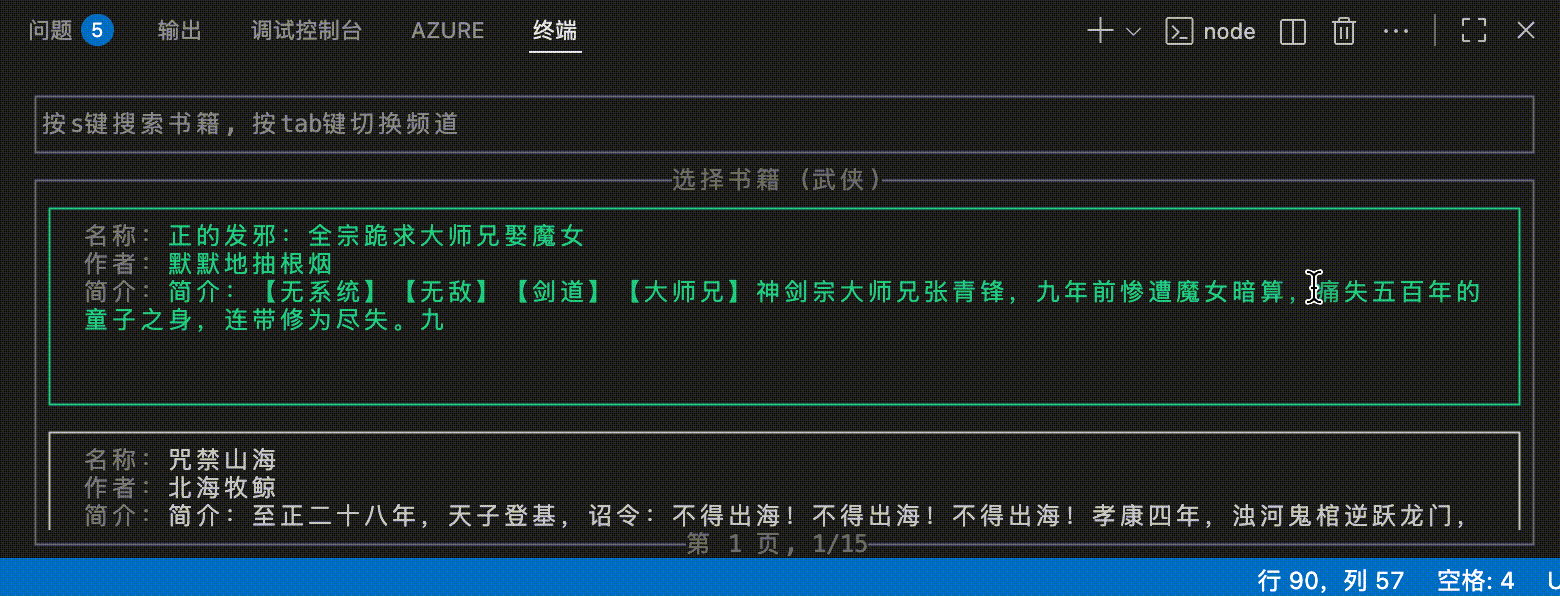 问题 5 输出 调试控制台 AZURE 终端 node
按s键搜索书籍, 按tab键切换频道
选择书籍 (武侠)
名称: 正的发邪: 全宗跪求大师兄娶魔女
作者: 默默地抽根烟
简介: 简介: 【无系统】【无敌】【剑道】【大师兄】神剑宗大师兄张青锋, 九年前惨遭魔女暗算, 痛失五百年的
童子之身, 连带修为尽失。九
名称: 咒禁山海
作者: 北海牧鲸
简介: 简介: 至正二十八年, 天子登基, 诏令: 不得出海! 不得出海! 不得出海! 孝康四年, 浊河鬼棺逆跃龙门,
第 1 页, 1/15
行 90, 列 57 空格: 4